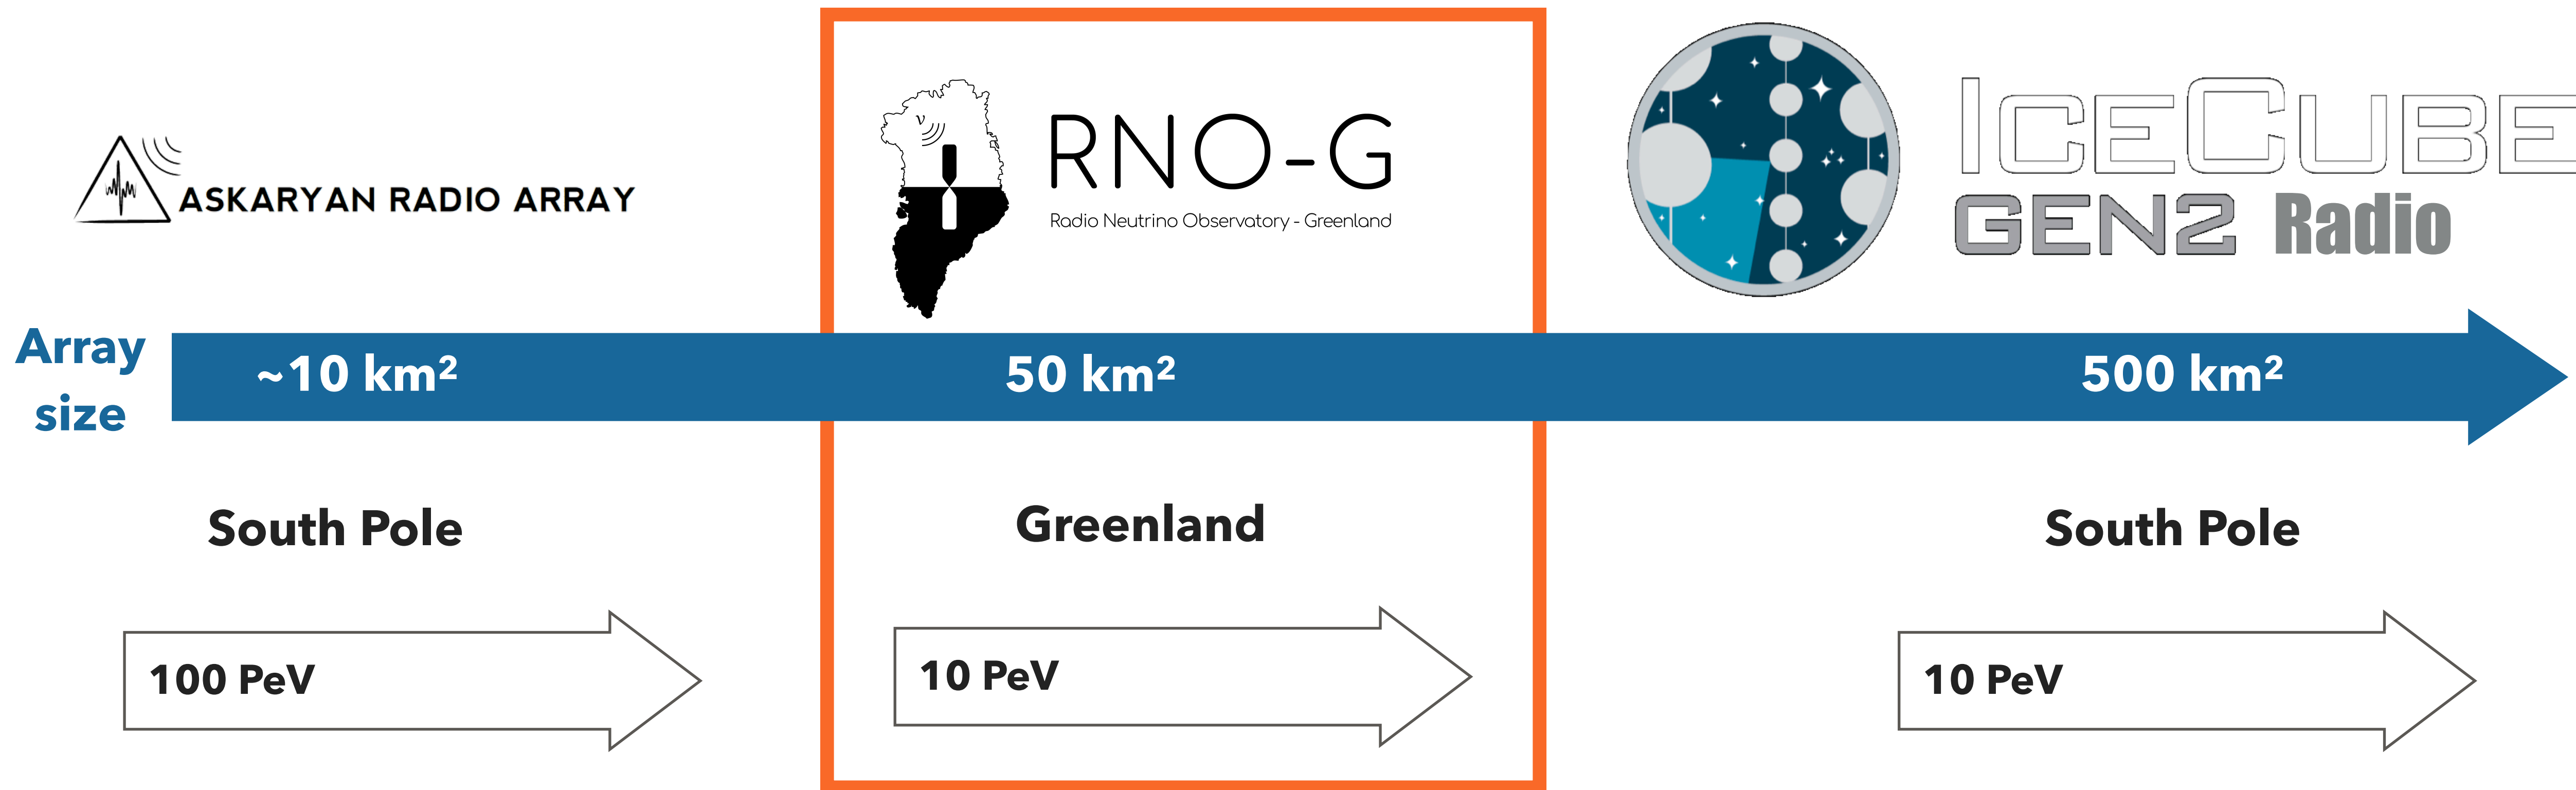 ASKARYAN RADIO ARRAY
ν
RNO-G
Radio Neutrino Observatory - Greenland
ICECUBE
GEN2 Radio
Array
size
~10 km²
50 km²
500 km²
South Pole
Greenland
South Pole
100 PeV
10 PeV
10 PeV